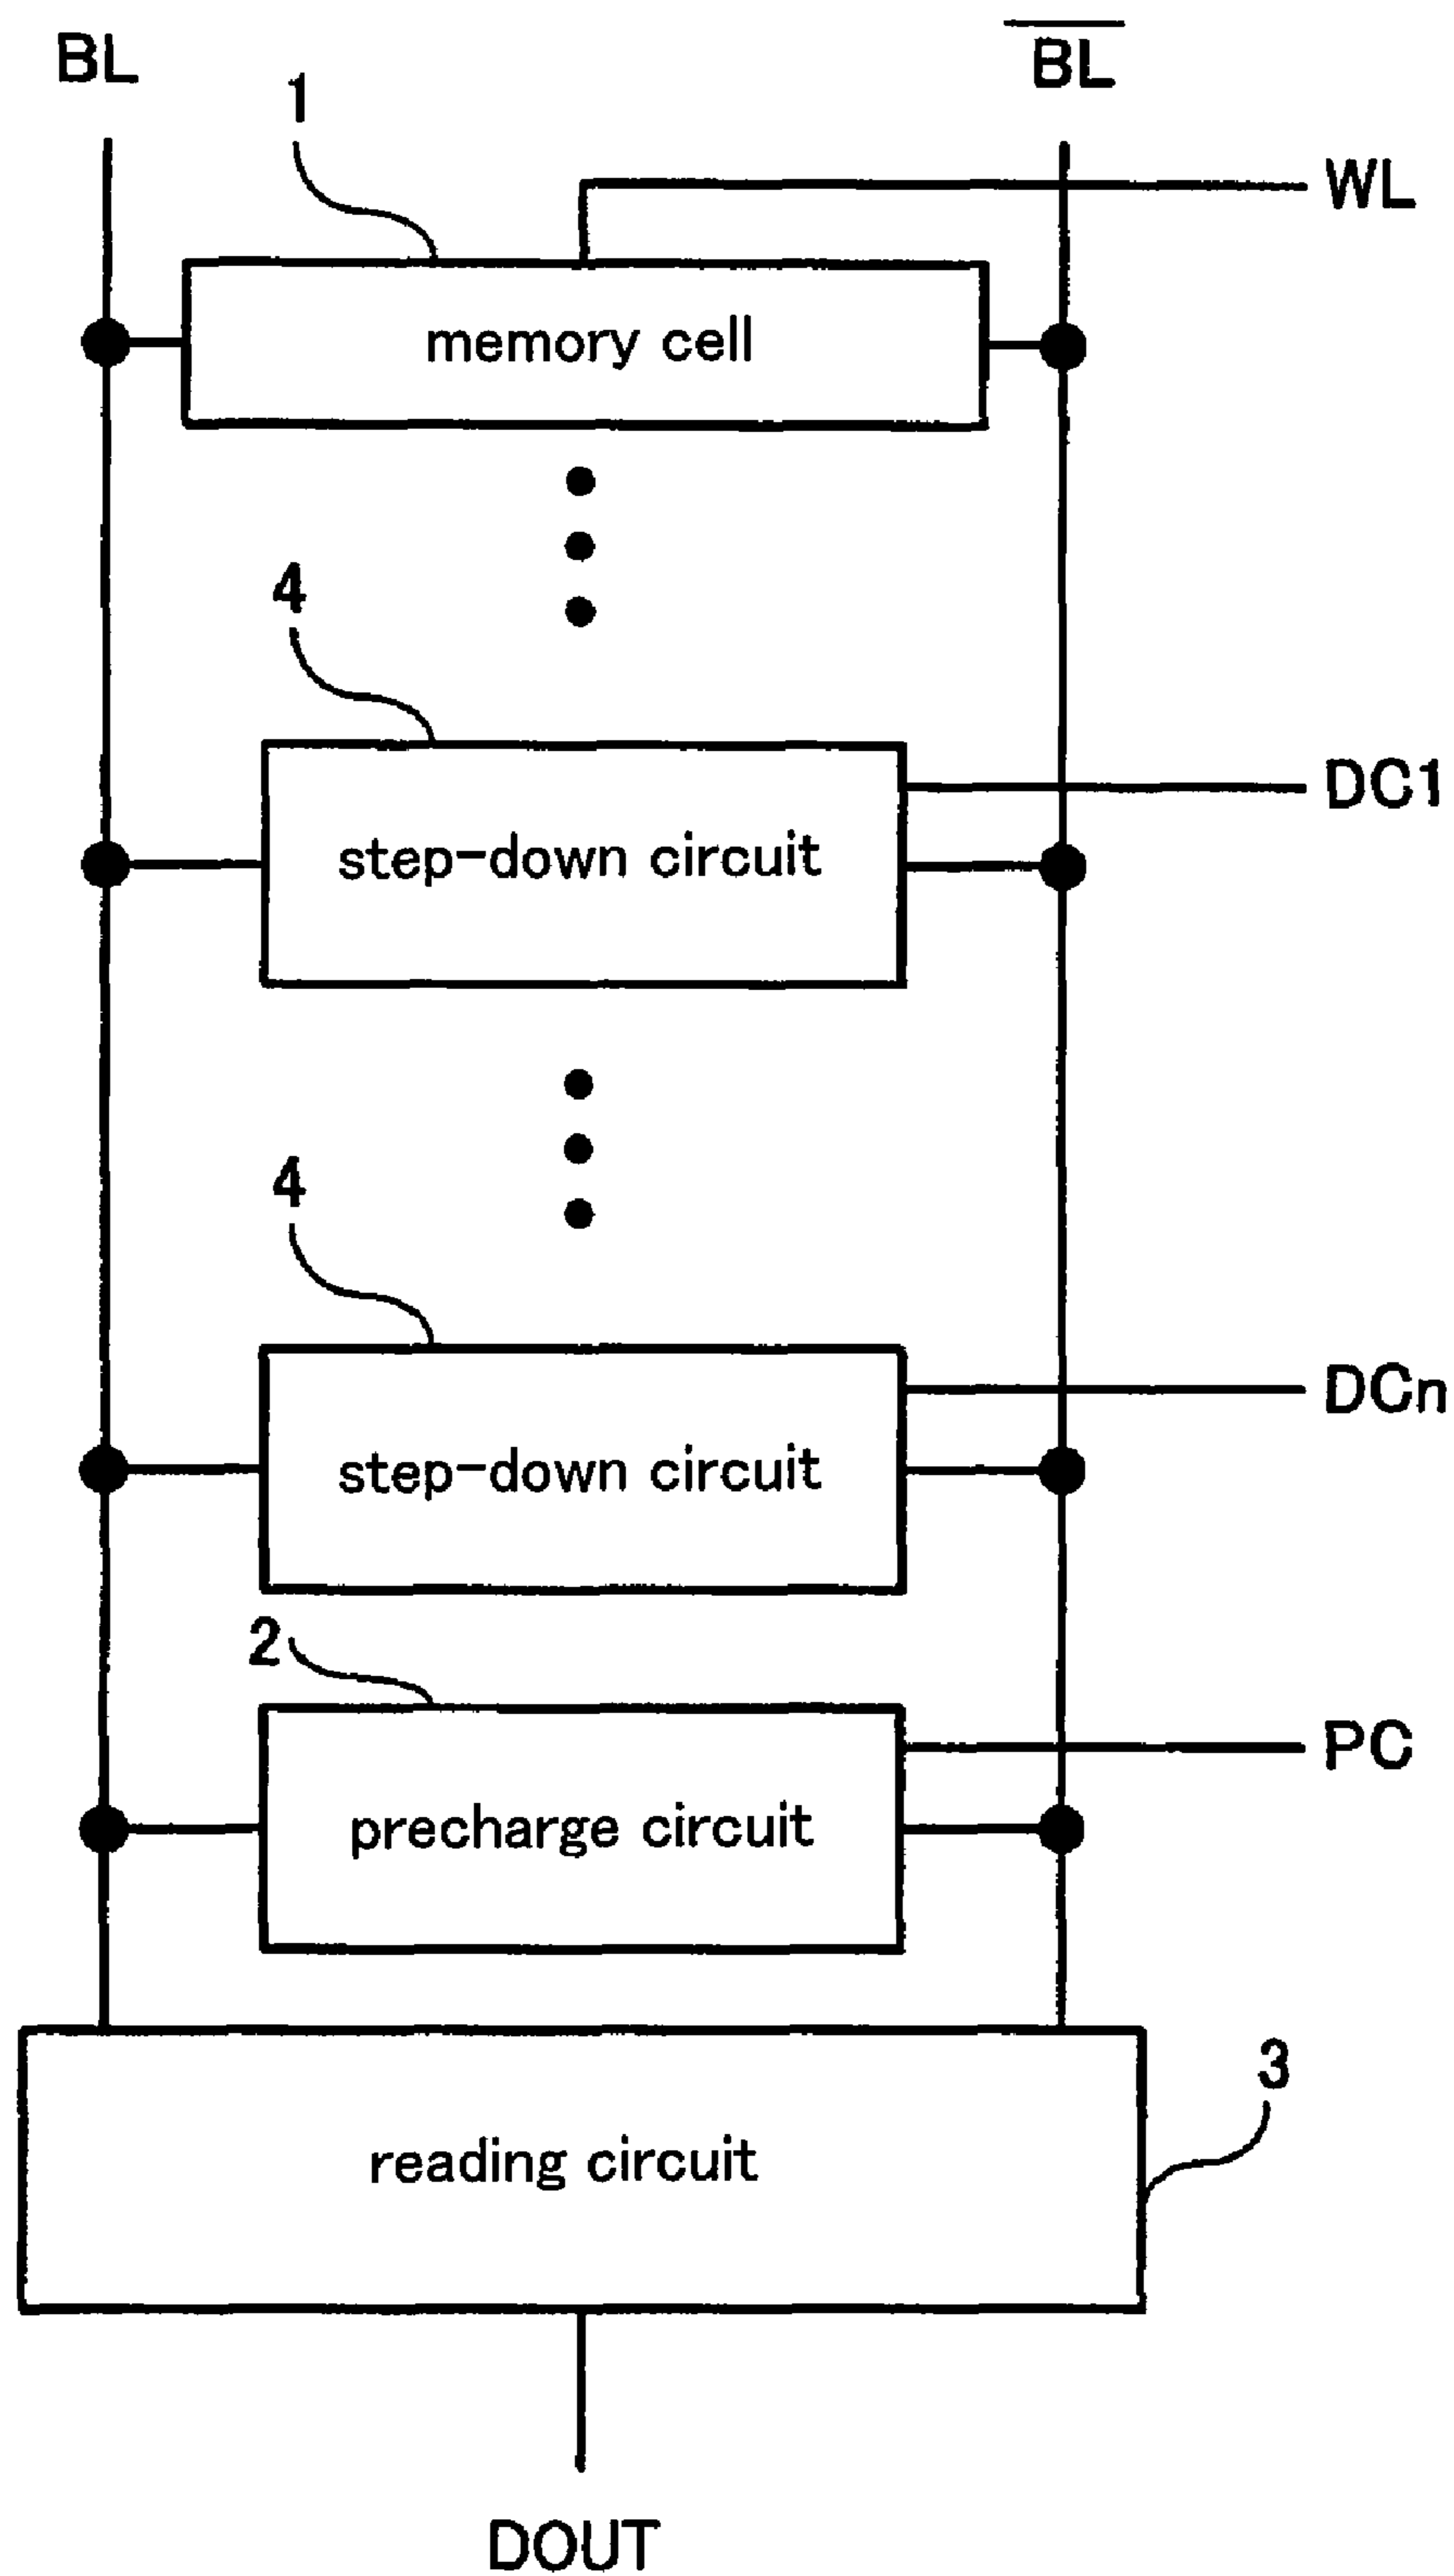 BL
B̅L̅
1
WL
memory cell
4
DC1
step-down circuit
4
DCn
step-down circuit
2
PC
precharge circuit
3
reading circuit
DOUT